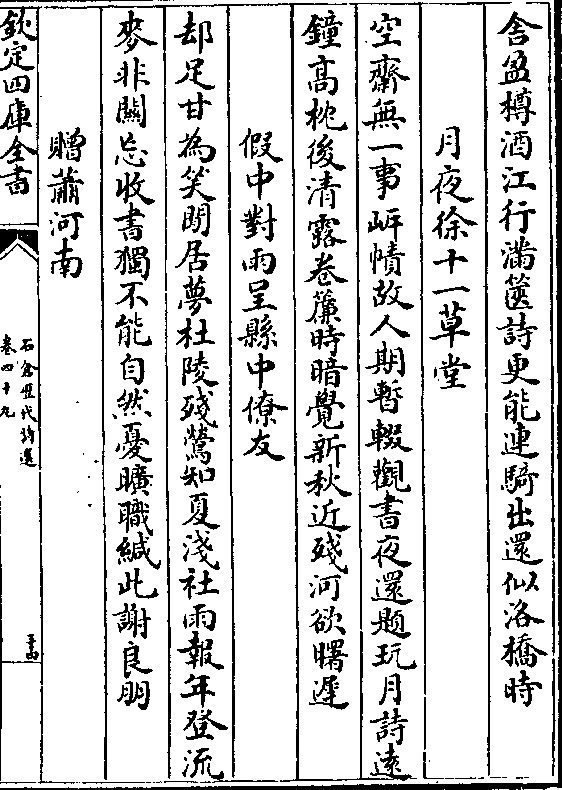 舍盈樽酒江行滿篋詩更能連騎出還似洛橋時
月夜徐十一草堂
空齋無一事岸幘故人期暫輟觀書夜還題玩月詩遠
鐘高枕後清露卷簾時暗覺新秋近殘河欲曙遲
假中對雨呈縣中僚友
却足甘為笑閒居夢杜陵殘鶯知夏淺社雨報年登流
麥非關忘收書獨不能自然憂曠職緘此謝良朋
贈蕭河南
欽定四庫全書
石倉歴代詩選
卷四十九